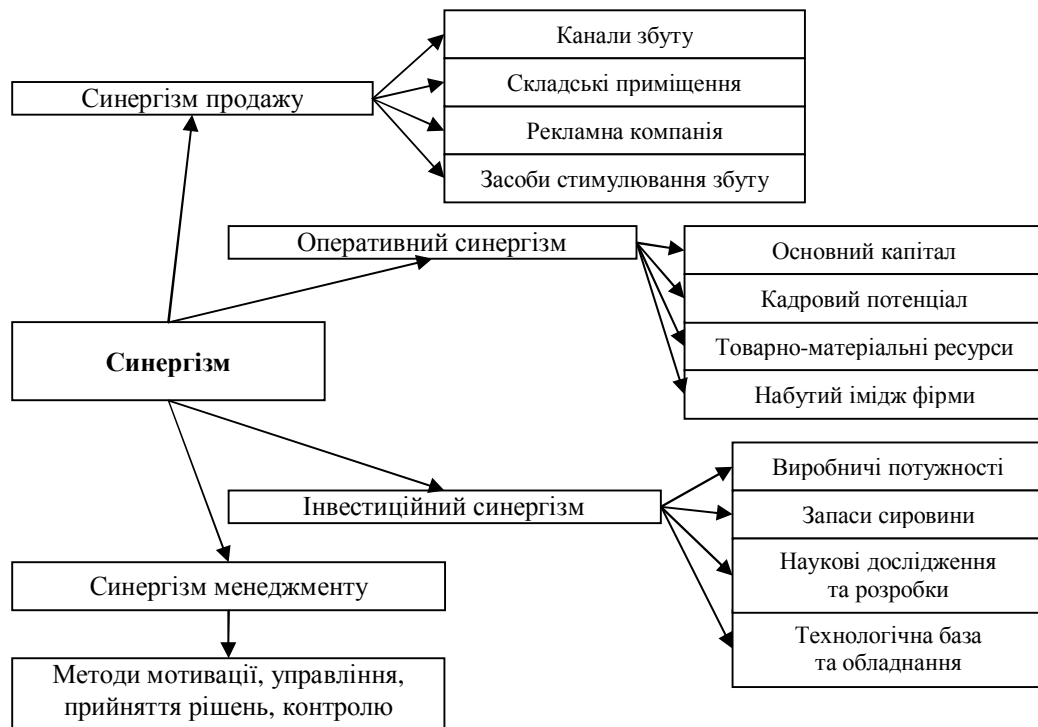 Канали збуту
Складські приміщення
Синергізм продажу
Рекламна компанія
Засоби стимулювання збуту
Оперативний синергізм
Основний капітал
Кадровий потенціал
Товарно-матеріальні ресурси
Набутий імідж фірми
Синергізм
Виробничі потужності
Інвестиційний синергізм
Запаси сировини
Наукові дослідження
та розробки
Технологічна база
та обладнання
Синергізм менеджменту
Методи мотивації, управління,
прийняття рішень, контролю